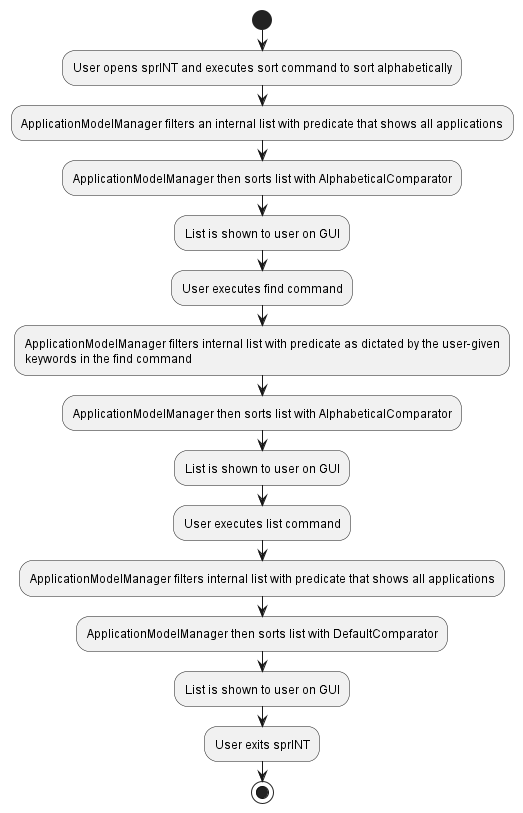 User opens sprINT and executes sort command to sort alphabetically
ApplicationModelManager filters an internal list with predicate that shows all applications
ApplicationModelManager then sorts list with AlphabeticalComparator
List is shown to user on GUI
User executes find command
ApplicationModelManager filters internal list with predicate as dictated by the user-given
keywords in the find command
ApplicationModelManager then sorts list with AlphabeticalComparator
List is shown to user on GUI
User executes list command
ApplicationModelManager filters internal list with predicate that shows all applications
ApplicationModelManager then sorts list with DefaultComparator
List is shown to user on GUI
User exits sprINT